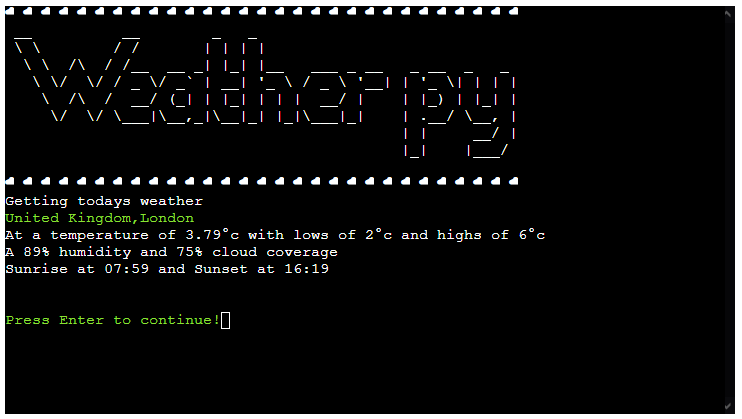 Weather py
Getting todays weather
United Kingdom,London
At a temperature of 3.79°c with lows of 2°c and highs of 6°c
A 89% humidity and 75% cloud coverage
Sunrise at 07:59 and Sunset at 16:19
Press Enter to continue!